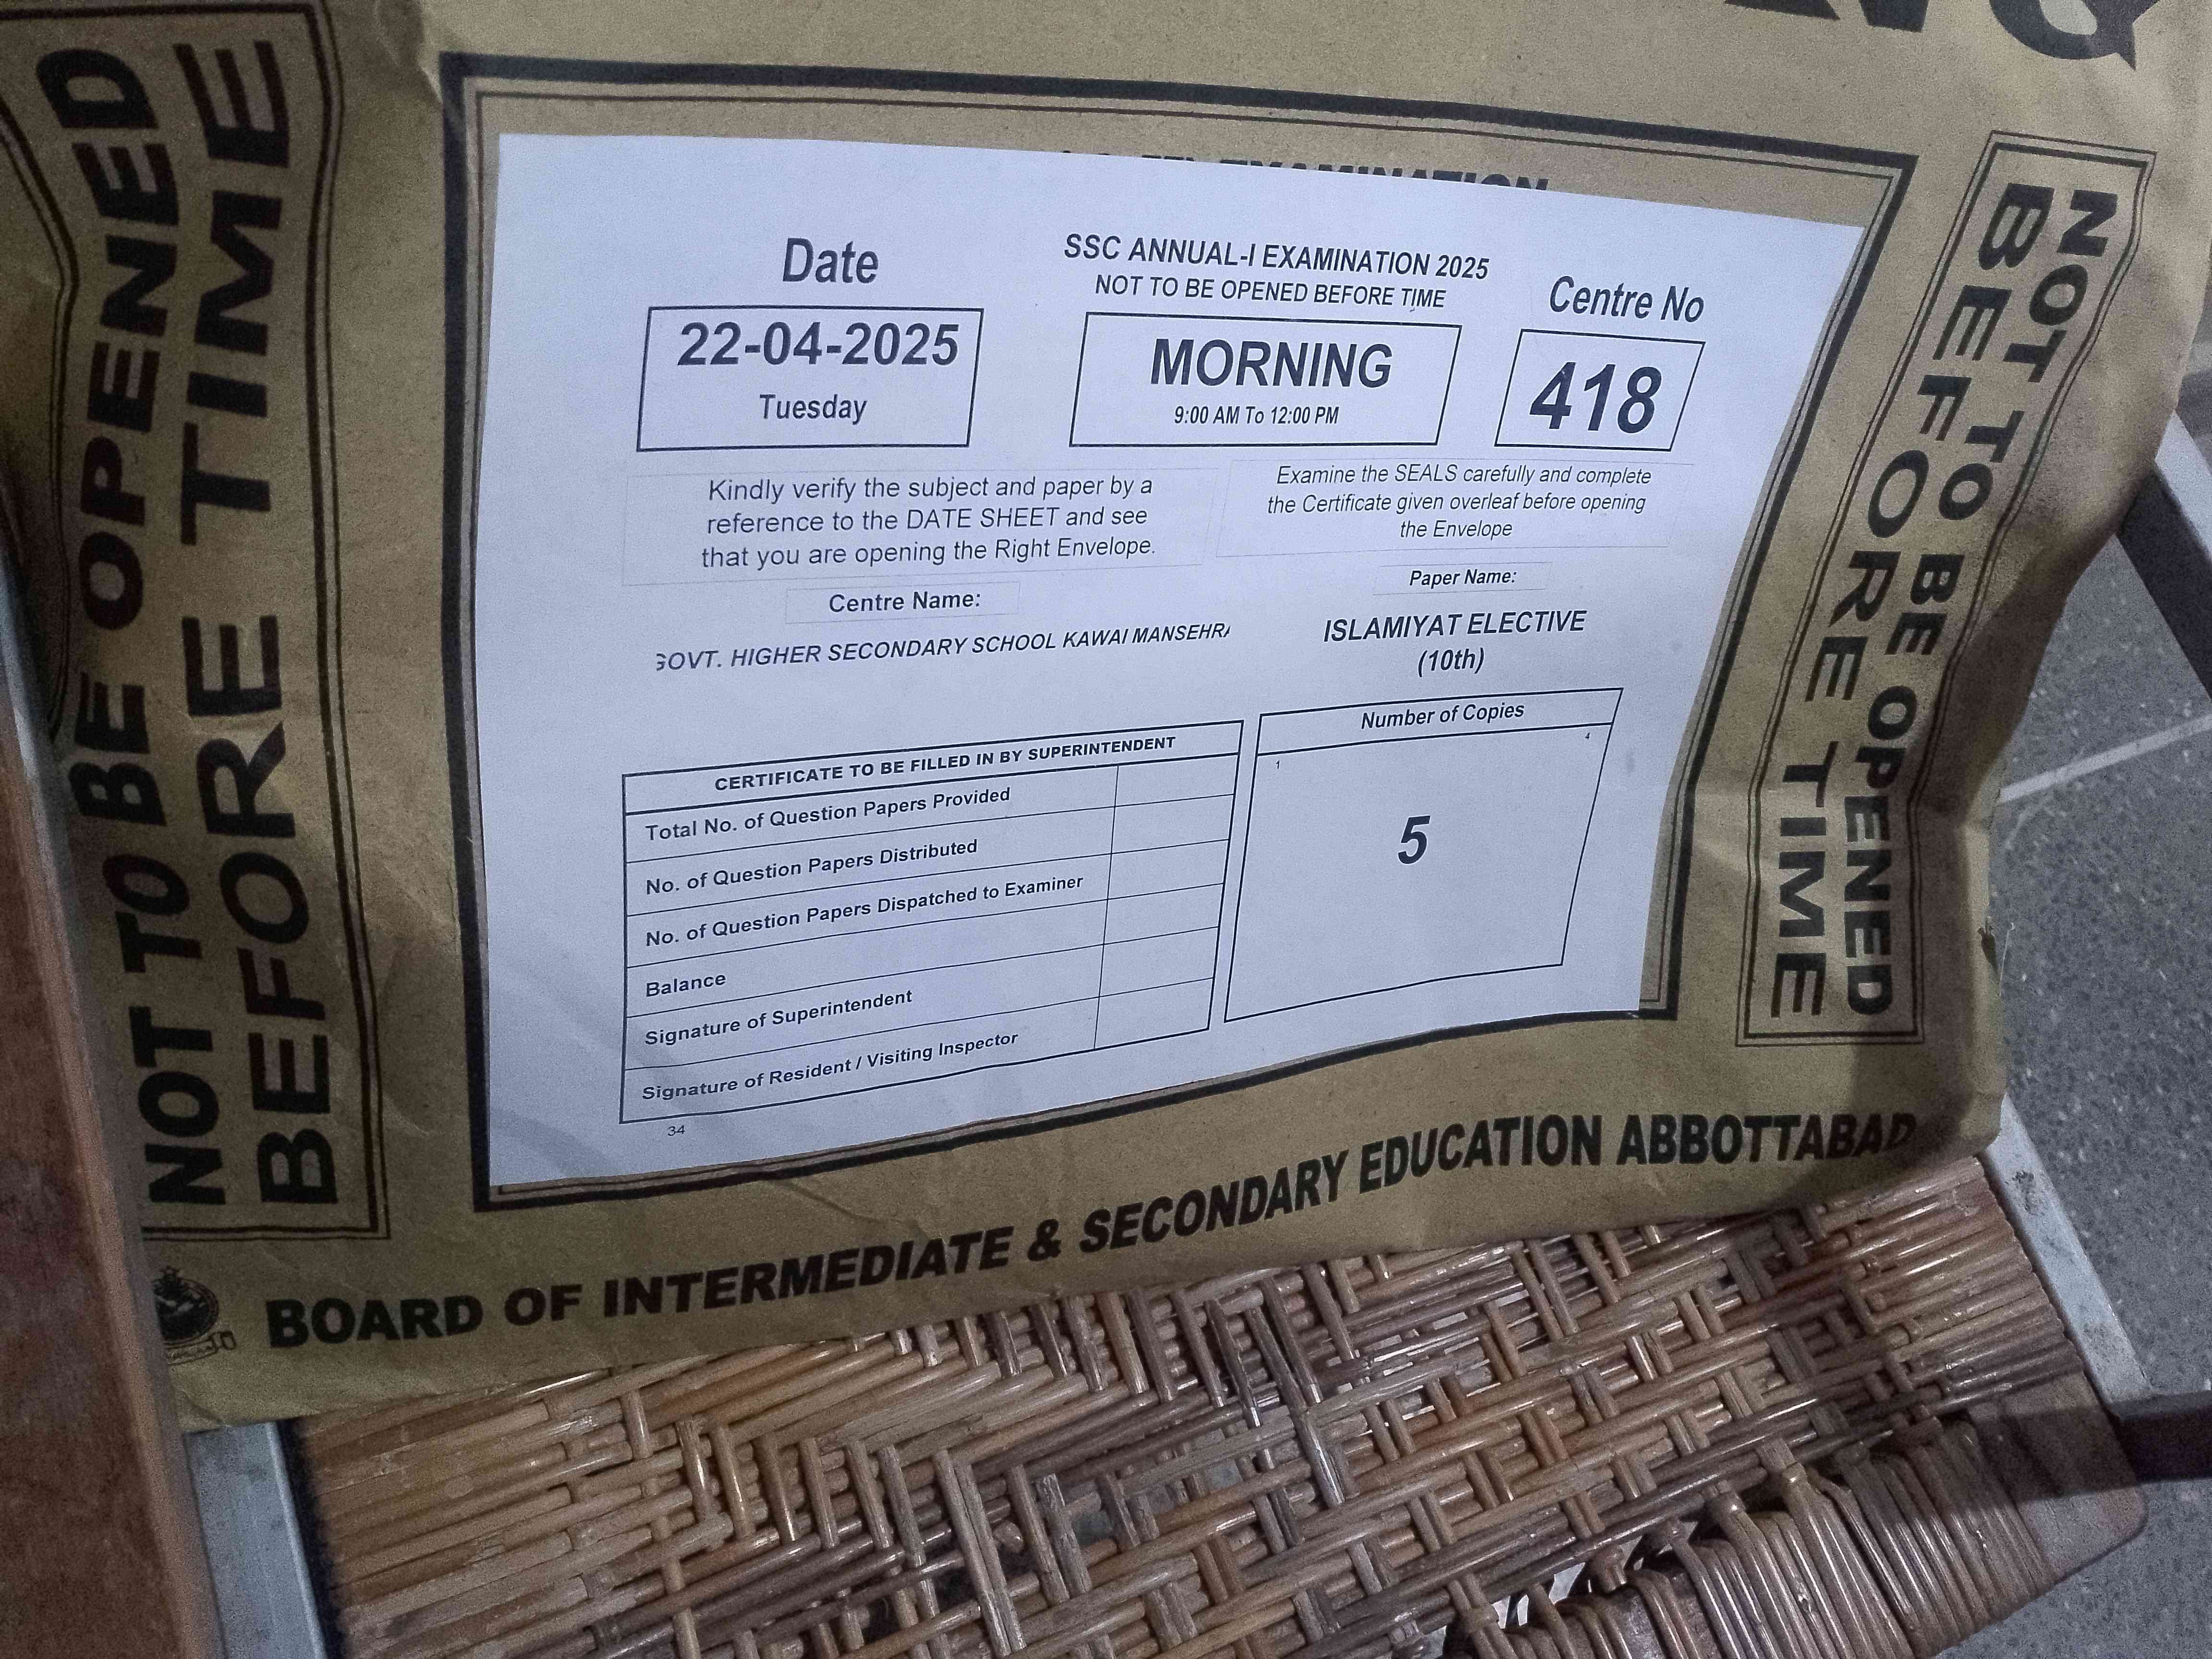 NOT TO BE OPENED
BEFORE TIME
Date
22-04-2025
Tuesday
SSC ANNUAL-I EXAMINATION 2025
NOT TO BE OPENED BEFORE TIME
MORNING
9:00 AM To 12:00 PM
Centre No
418
Kindly verify the subject and paper by a
reference to the DATE SHEET and see
that you are opening the Right Envelope.
Examine the SEALS carefully and complete
the Certificate given overleaf before opening
the Envelope
Centre Name:
GOVT. HIGHER SECONDARY SCHOOL KAWAI MANSEHRA
Paper Name:
ISLAMIYAT ELECTIVE
(10th)
CERTIFICATE TO BE FILLED IN BY SUPERINTENDENT
Total No. of Question Papers Provided
No. of Question Papers Distributed
No. of Question Papers Dispatched to Examiner
Balance
Signature of Superintendent
Signature of Resident / Visiting Inspector
Number of Copies
1
4
5
34
NOT TO BE OPENED
BEFORE TIME
BOARD OF INTERMEDIATE & SECONDARY EDUCATION ABBOTTABAD